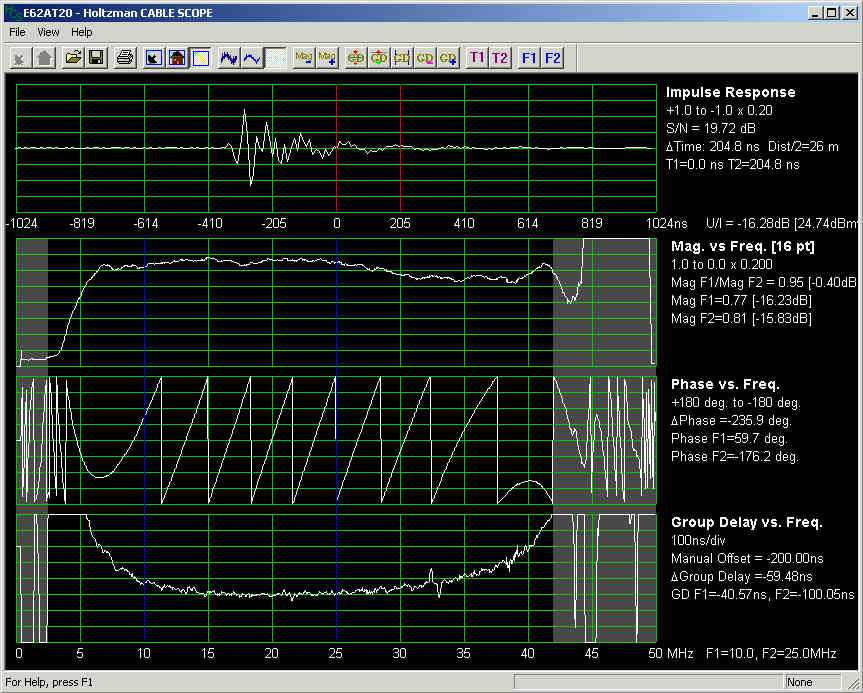 E62AT20 - Holtzman CABLE SCOPE
File View Help
Mag Mag GD GD GD GD GD T1 T2 F1 F2
Impulse Response
+1.0 to -1.0 x 0.20
S/N = 19.72 dB
ΔTime: 204.8 ns Dist/2=26 m
T1=0.0 ns T2=204.8 ns
-1024 -819 -614 -410 -205 0 205 410 614 819 1024ns U/I = -16.28dB [24.74dBm
Mag. vs Freq. [16 pt]
1.0 to 0.0 x 0.200
Mag F1/Mag F2 = 0.95 [-0.40dB
Mag F1=0.77 [-16.23dB]
Mag F2=0.81 [-15.83dB]
Phase vs. Freq.
+180 deg. to -180 deg.
ΔPhase =-235.9 deg.
Phase F1=59.7 deg.
Phase F2=-176.2 deg.
Group Delay vs. Freq.
100ns/div
Manual Offset = -200.00ns
ΔGroup Delay =-59.48ns
GD F1=-40.57ns, F2=-100.05ns
0 5 10 15 20 25 30 35 40 45 50 MHz F1=10.0, F2=25.0MHz
For Help, press F1
None